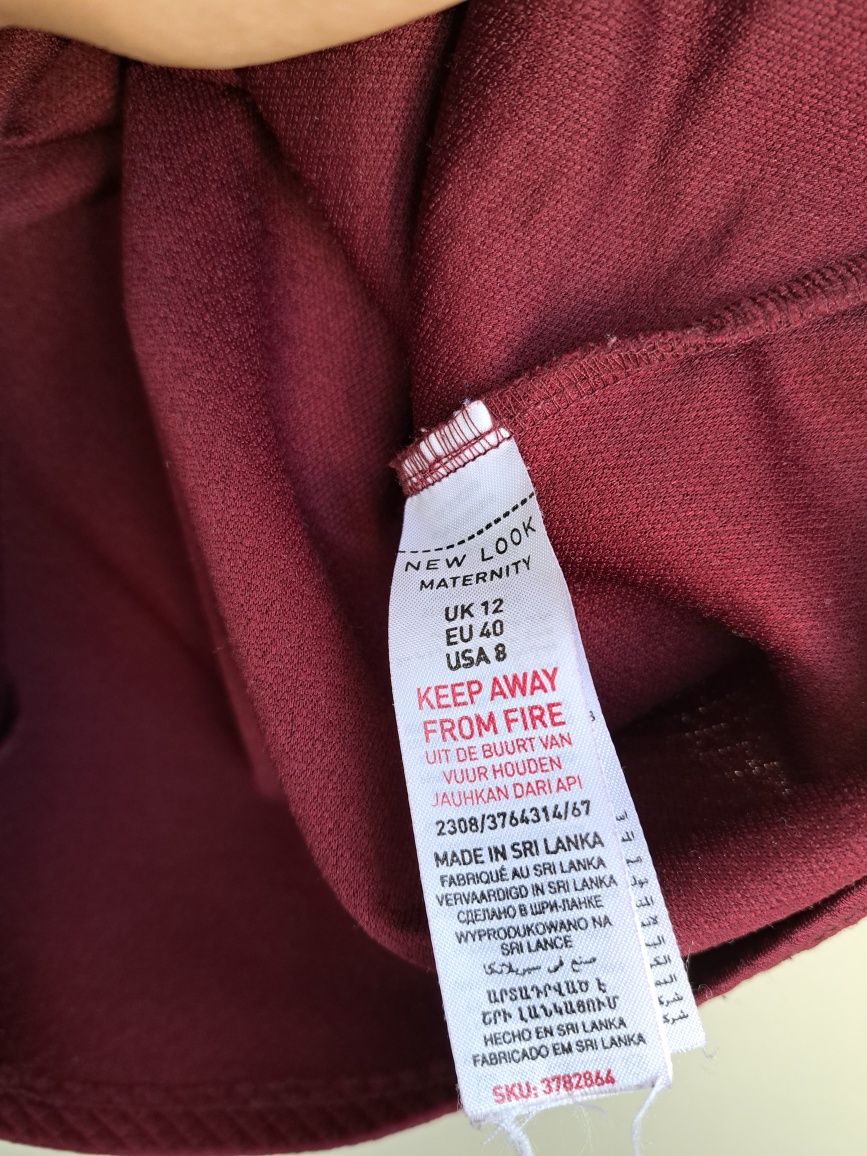 NEW LOOK
MATERNITY
UK 12
EU 40
USA 8
KEEP AWAY
FROM FIRE
UIT DE BUURT VAN
VUUR HOUDEN
JAUHKAN DARI API
2308/3764314/67
MADE IN SRI LANKA
FABRIQUÉ AU SRI LANKA
VERVAARDIGD IN SRI LANKA
СДЕЛАНО В ШРИ-ЛАНКЕ
WYPRODUKOWANO NA
SRI LANCE
صنع في سريلانكا
ԱՐՏԱԴՐՎԱԾ Է
ՇՐԻ ԼԱՆԿԱՅՈՒՄ
HECHO EN SRI LANKA
FABRICADO EM SRI LANKA
SKU: 3782864